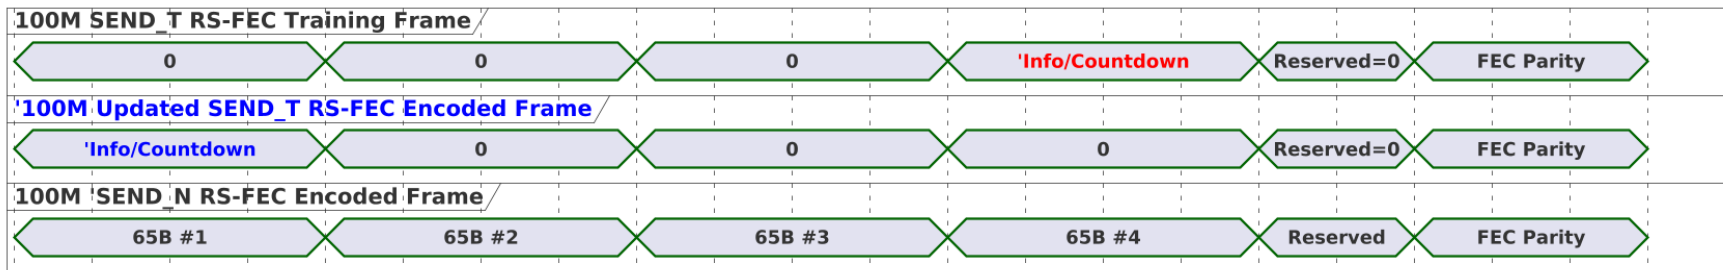 100M SEND_T RS-FEC Training Frame
0 0 0 'Info/Countdown Reserved=0 FEC Parity
'100M Updated SEND_T RS-FEC Encoded Frame
'Info/Countdown 0 0 0 Reserved=0 FEC Parity
100M 'SEND_N RS-FEC Encoded Frame
65B #1 65B #2 65B #3 65B #4 Reserved FEC Parity